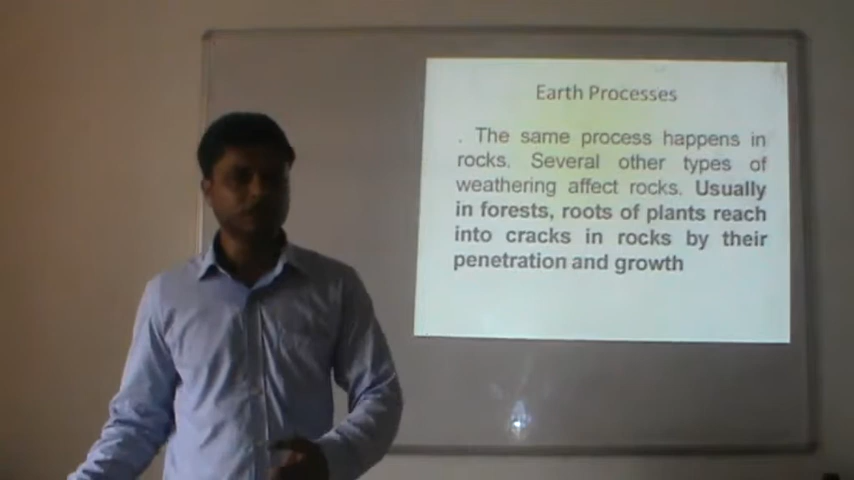 Earth Processes
. The same process happens in
rocks. Several other types of
weathering affect rocks. Usually
in forests, roots of plants reach
into cracks in rocks by their
penetration and growth